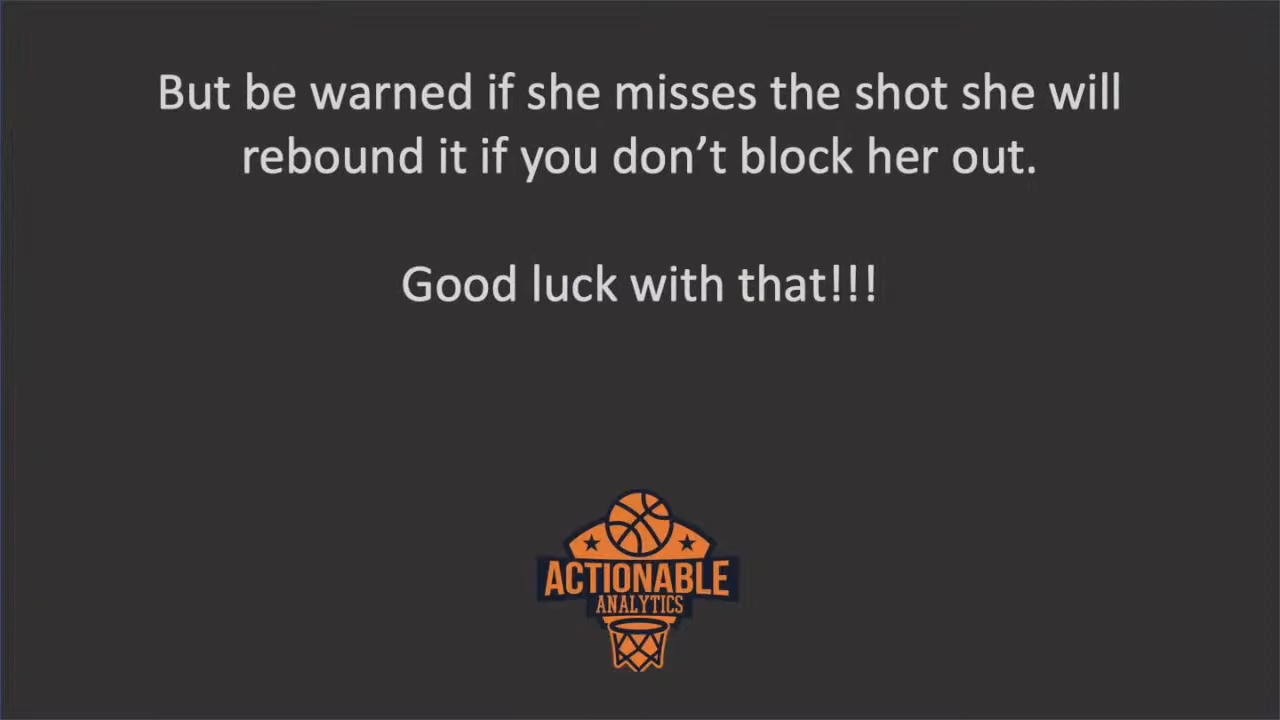 But be warned if she misses the shot she will
rebound it if you don’t block her out.
Good luck with that!!!
ACTIONABLE
ANALYTICS